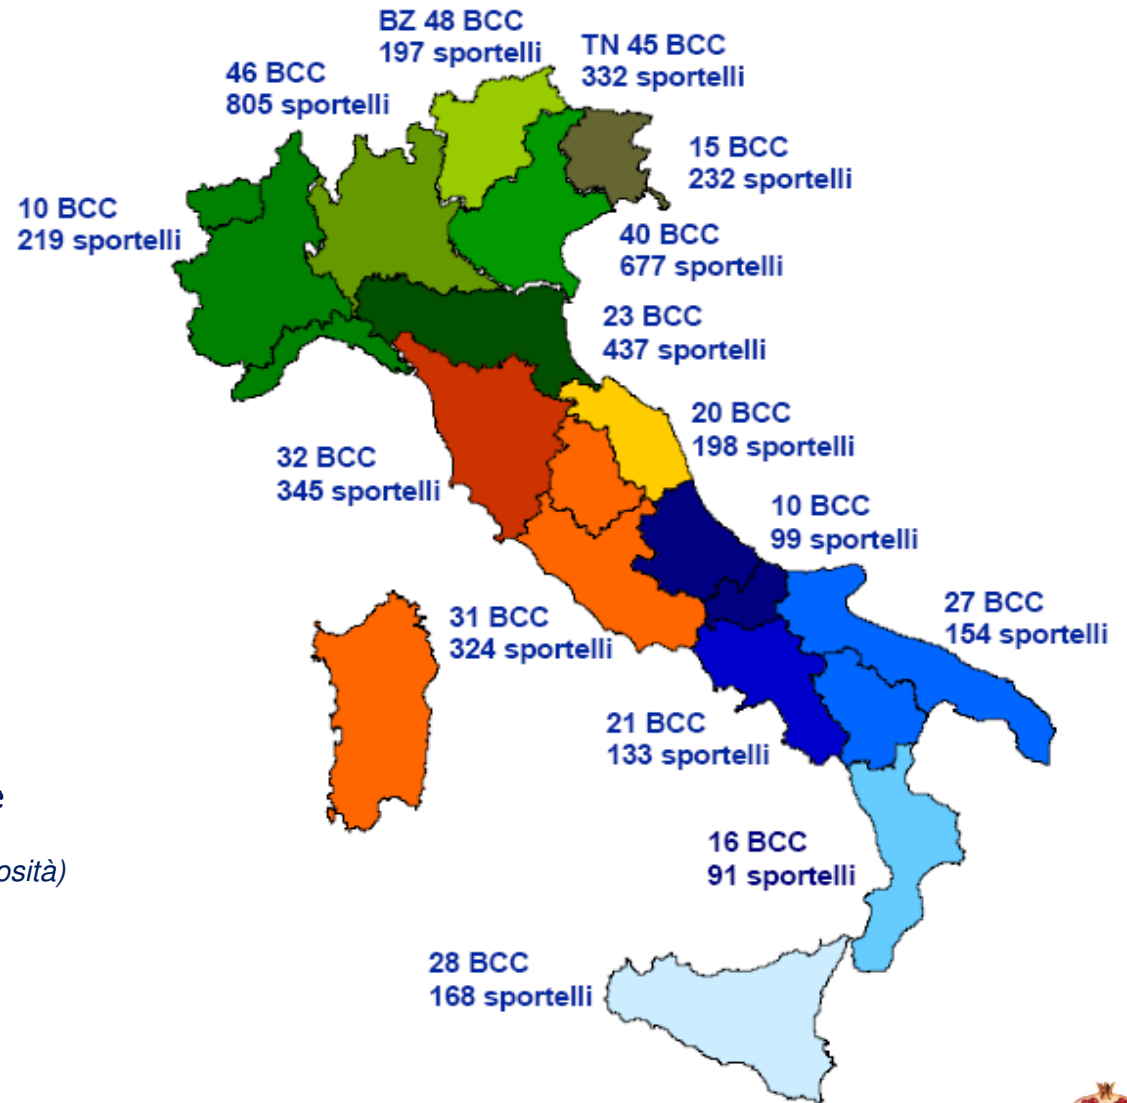 BZ 48 BCC
197 sportelli
TN 45 BCC
332 sportelli
46 BCC
805 sportelli
15 BCC
232 sportelli
10 BCC
219 sportelli
40 BCC
677 sportelli
23 BCC
437 sportelli
20 BCC
198 sportelli
32 BCC
345 sportelli
10 BCC
99 sportelli
31 BCC
324 sportelli
27 BCC
154 sportelli
21 BCC
133 sportelli
e
osità)
16 BCC
91 sportelli
28 BCC
168 sportelli